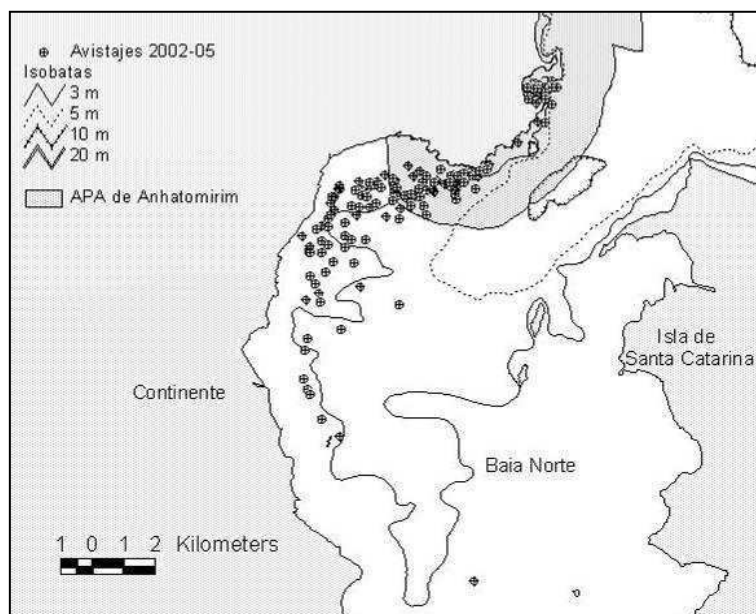 Avistajes 2002-05
Isobatas
3 m
5 m
10 m
20 m
APA de Anhatomirim
Isla de
Santa Catarina
Continente
Baia Norte
1 0 1 2 Kilometers